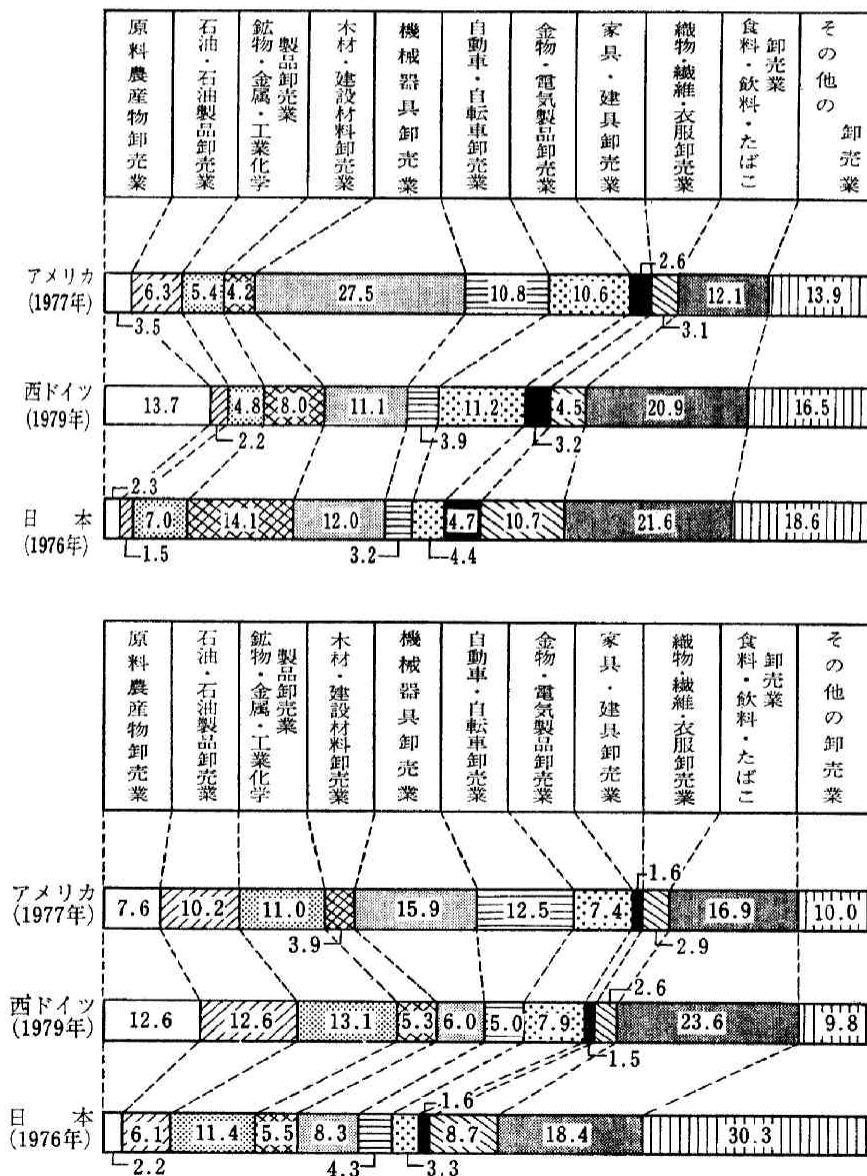 原料農産物卸売業
石油・石油製品卸売業
鉱物・金属・工業化学
製品卸売業
木材・建設材料卸売業
機械器具卸売業
自動車・自転車卸売業
金物・電気製品卸売業
家具・建具卸売業
織物・繊維・衣服卸売業
食料・飲料・たばこ
卸売業
その他の
卸売業
アメリカ
(1977年)
3.5
6.3
5.4
4.2
27.5
10.8
10.6
2.6
3.1
12.1
13.9
西ドイツ
(1979年)
13.7
2.2
4.8
8.0
11.1
3.9
11.2
3.2
4.5
20.9
16.5
日本
(1976年)
2.3
1.5
7.0
14.1
12.0
3.2
4.4
4.7
10.7
21.6
18.6
原料農産物卸売業
石油・石油製品卸売業
鉱物・金属・工業化学
製品卸売業
木材・建設材料卸売業
機械器具卸売業
自動車・自転車卸売業
金物・電気製品卸売業
家具・建具卸売業
織物・繊維・衣服卸売業
食料・飲料・たばこ
卸売業
その他の卸売業
アメリカ
(1977年)
7.6
10.2
11.0
3.9
15.9
12.5
7.4
1.6
2.9
16.9
10.0
西ドイツ
(1979年)
12.6
12.6
13.1
5.3
6.0
5.0
7.9
1.5
2.6
23.6
9.8
日本
(1976年)
2.2
6.1
11.4
5.5
8.3
4.3
3.3
1.6
8.7
18.4
30.3